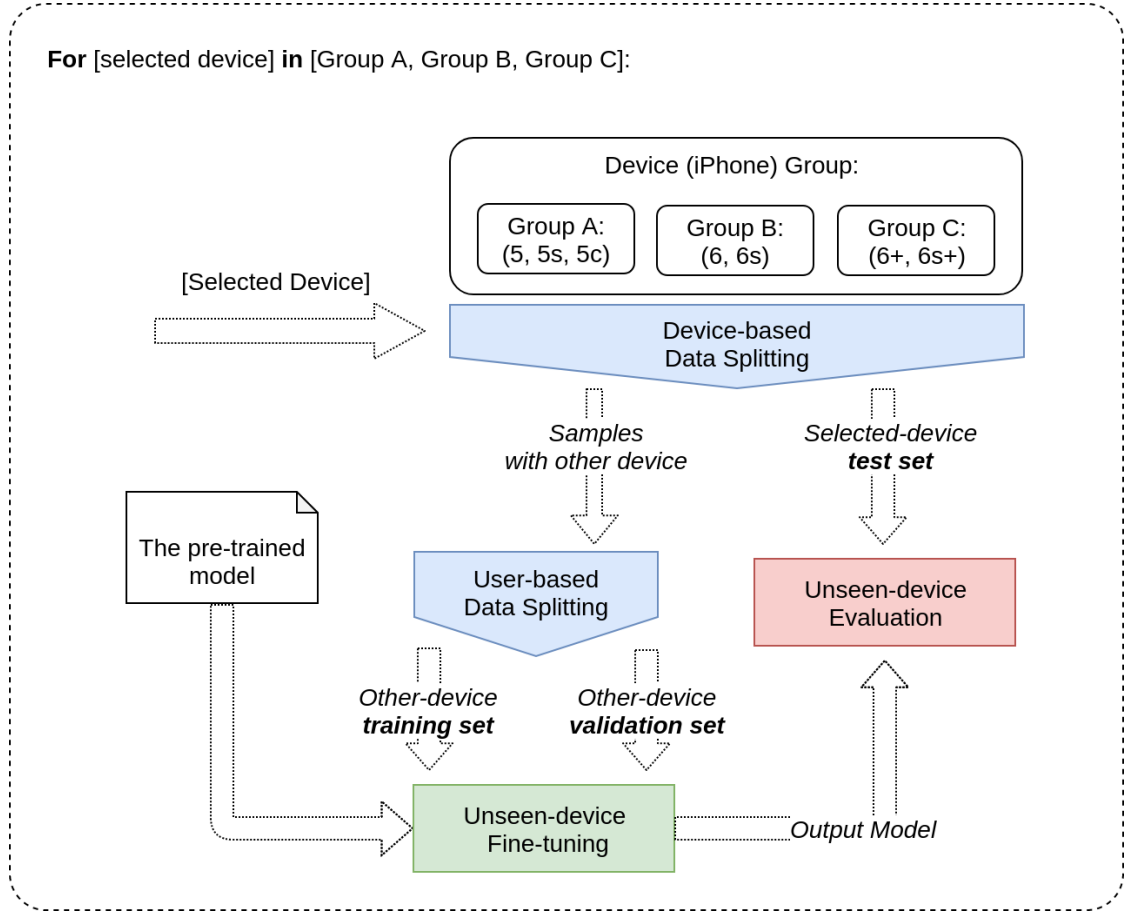 For [selected device] in [Group A, Group B, Group C]:
Device (iPhone) Group:
Group A:
(5, 5s, 5c)
Group B:
(6, 6s)
Group C:
(6+, 6s+)
[Selected Device]
Device-based
Data Splitting
Samples
with other device
Selected-device
test set
The pre-trained
model
User-based
Data Splitting
Unseen-device
Evaluation
Other-device
training set
Other-device
validation set
Unseen-device
Fine-tuning
Output Model